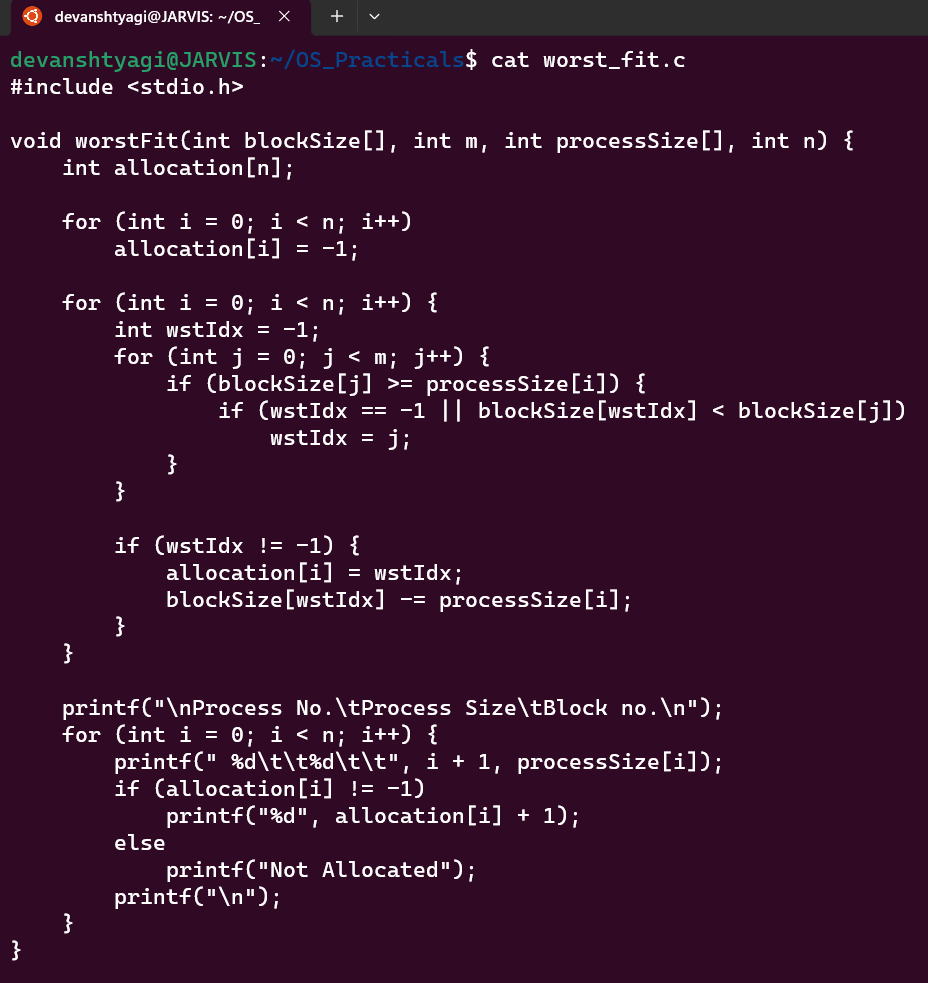 devanshtyagi@JARVIS: ~/OS_
devanshtyagi@JARVIS:~/OS_Practicals$ cat worst_fit.c
#include <stdio.h>

void worstFit(int blockSize[], int m, int processSize[], int n) {
    int allocation[n];

    for (int i = 0; i < n; i++)
        allocation[i] = -1;

    for (int i = 0; i < n; i++) {
        int wstIdx = -1;
        for (int j = 0; j < m; j++) {
            if (blockSize[j] >= processSize[i]) {
                if (wstIdx == -1 || blockSize[wstIdx] < blockSize[j])
                    wstIdx = j;
            }
        }

        if (wstIdx != -1) {
            allocation[i] = wstIdx;
            blockSize[wstIdx] -= processSize[i];
        }
    }

    printf("\nProcess No.\tProcess Size\tBlock no.\n");
    for (int i = 0; i < n; i++) {
        printf(" %d\t\t%d\t\t", i + 1, processSize[i]);
        if (allocation[i] != -1)
            printf("%d", allocation[i] + 1);
        else
            printf("Not Allocated");
        printf("\n");
    }
}